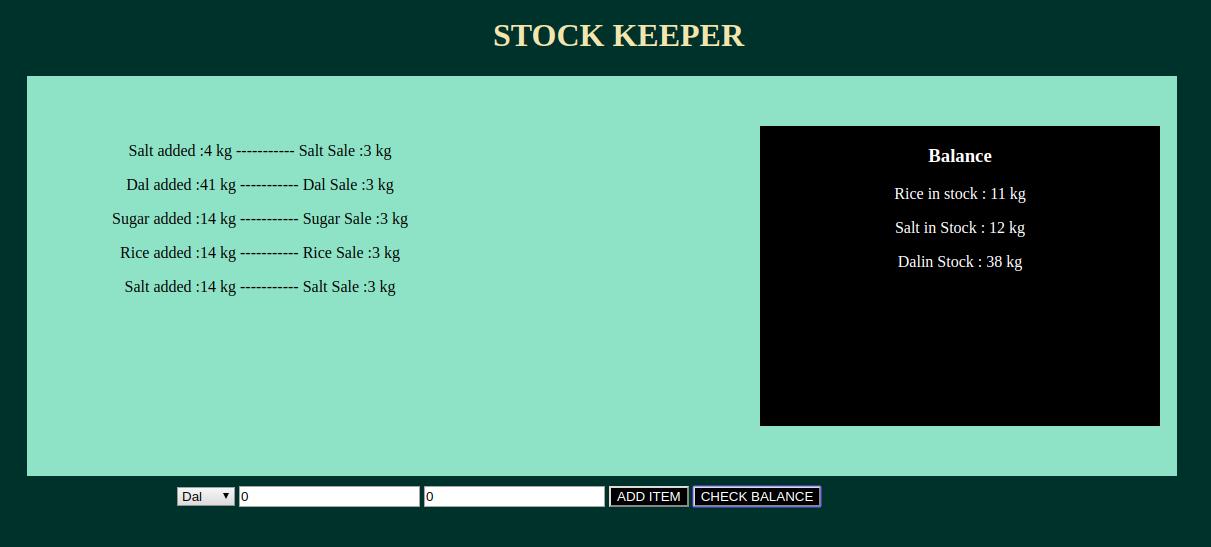 STOCK KEEPER
Salt added :4 kg ----------- Salt Sale :3 kg
Dal added :41 kg ----------- Dal Sale :3 kg
Sugar added :14 kg ----------- Sugar Sale :3 kg
Rice added :14 kg ----------- Rice Sale :3 kg
Salt added :14 kg ----------- Salt Sale :3 kg
Balance
Rice in stock : 11 kg
Salt in Stock : 12 kg
Dalin Stock : 38 kg
Dal 0 0 ADD ITEM CHECK BALANCE